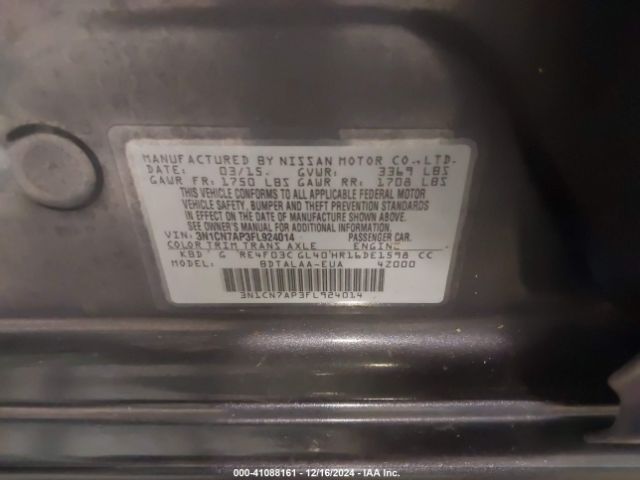 MANUFACTURED BY NISSAN MOTOR CO.,LTD.
DATE: 03/15. GVWR: 3369 LBS
GAWR FR: 1750 LBS GAWR RR: 1708 LBS
THIS VEHICLE CONFORMS TO ALL APPLICABLE FEDERAL MOTOR
VEHICLE SAFETY, BUMPER AND THEFT PREVENTION STANDARDS
IN EFFECT ON THE DATE OF MANUFACTURE SHOWN ABOVE.
SEE OWNER'S MANUAL FOR ADDITIONAL INFORMATION.
VIN: 3N1CN7AP3FL924014 PASSENGER CAR.
COLOR TRIM TRANS AXLE ENGINE
KBD G RE4F03C GL40 HR16DE1598 CC
MODEL: BDTALAA-EUA 42000
3N1CN7AP3FL924014
000-41088161 - 12/16/2024 - IAA Inc.